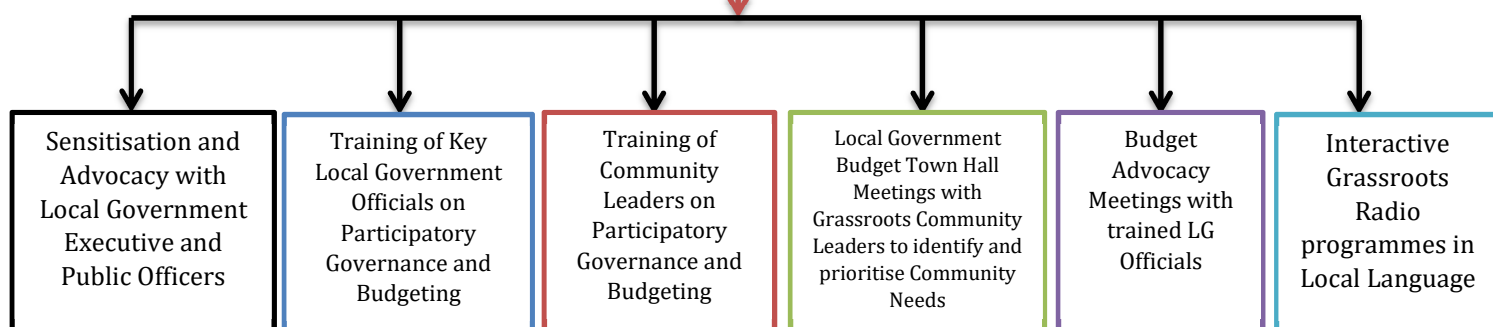 Sensitisation and
Advocacy with
Local Government
Executive and
Public Officers
Training of Key
Local Government
Officials on
Participatory
Governance and
Budgeting
Training of
Community
Leaders on
Participatory
Governance and
Budgeting
Local Government
Budget Town Hall
Meetings with
Grassroots Community
Leaders to identify and
prioritise Community
Needs
Budget
Advocacy
Meetings with
trained LG
Officials
Interactive
Grassroots
Radio
programmes in
Local Language